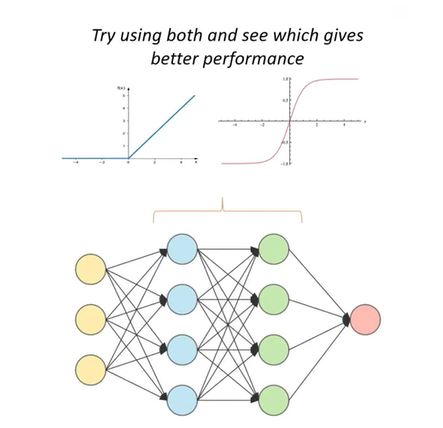 Try using both and see which gives
better performance
f(x)